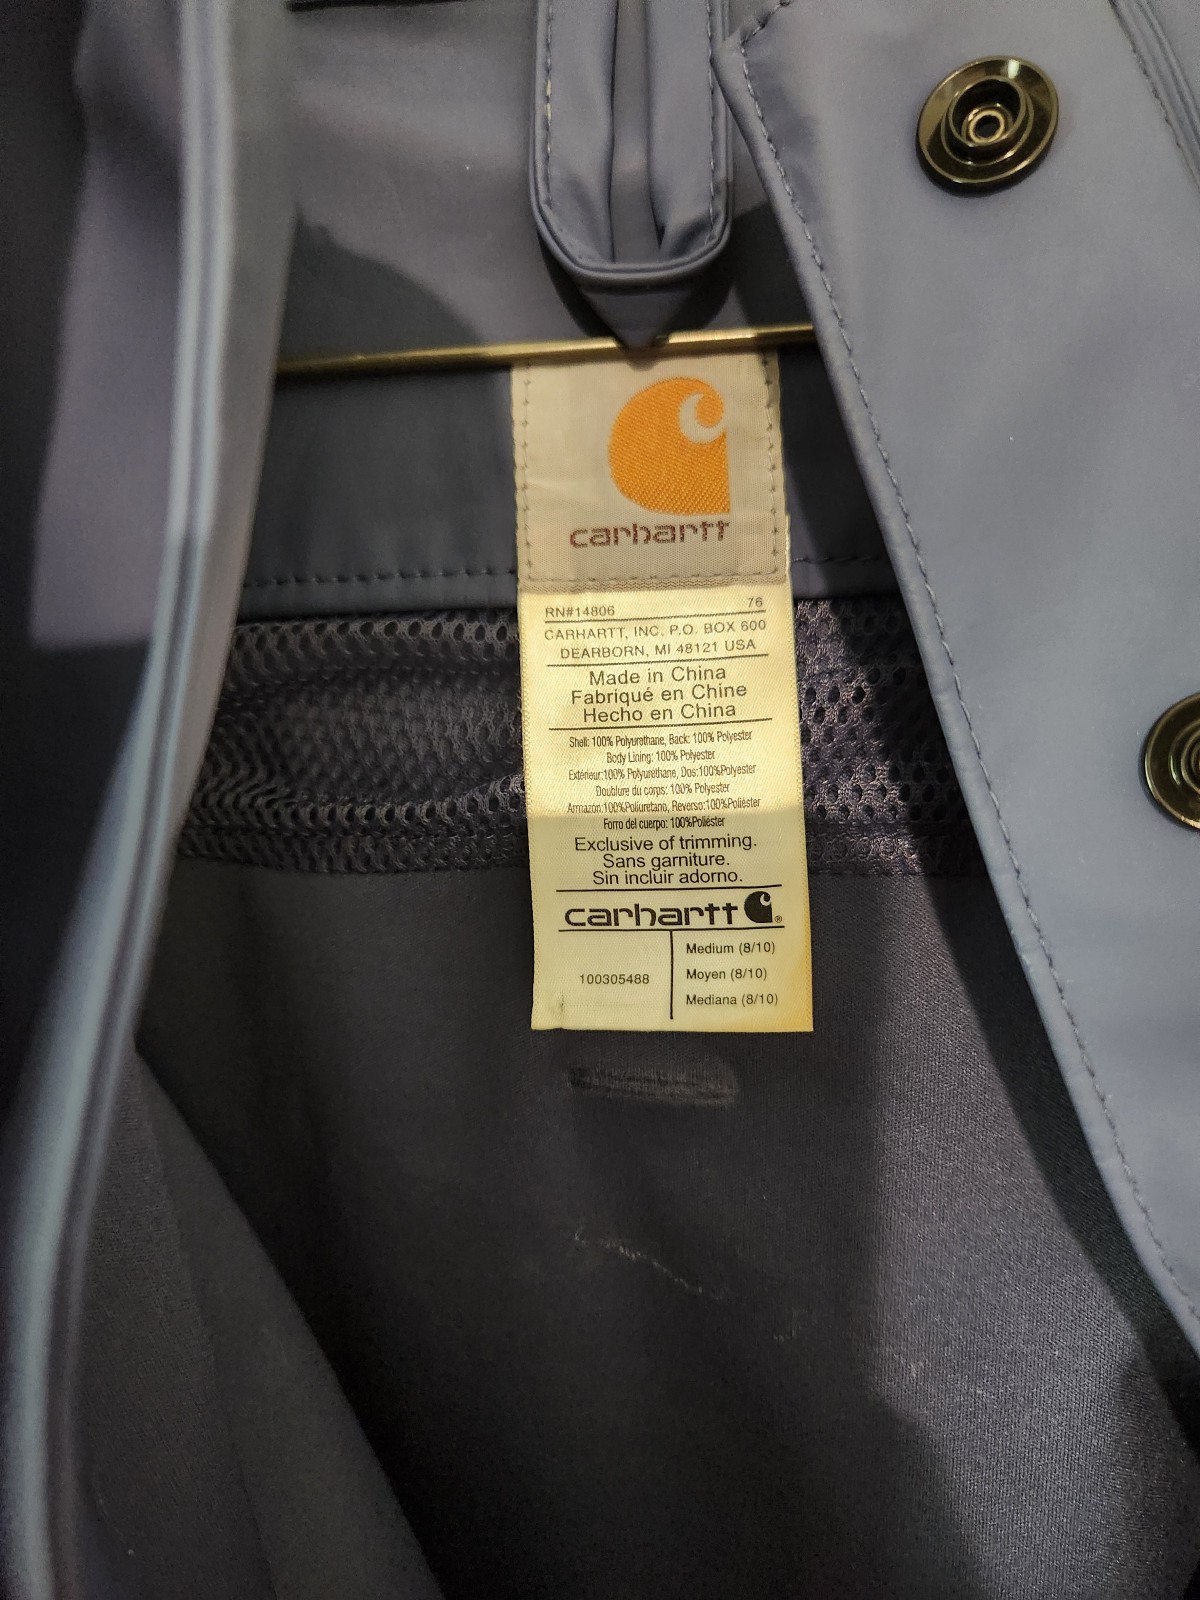 carhartt
RN#14806 76
CARHARTT, INC. P.O. BOX 600
DEARBORN, MI 48121 USA
Made in China
Fabriqué en Chine
Hecho en China
Shell: 100% Polyurethane, Back: 100% Polyester
Body Lining: 100% Polyester
Extérieur:100% Polyuréthane, Dos:100%Polyester
Doublure du corps: 100% Polyester
Armazón:100%Poliuretano, Reverso:100%Poliéster
Forro del cuerpo: 100%Poliéster
Exclusive of trimming.
Sans garniture.
Sin incluir adorno.
carhartt ®
100305488
Medium (8/10)
Moyen (8/10)
Mediana (8/10)